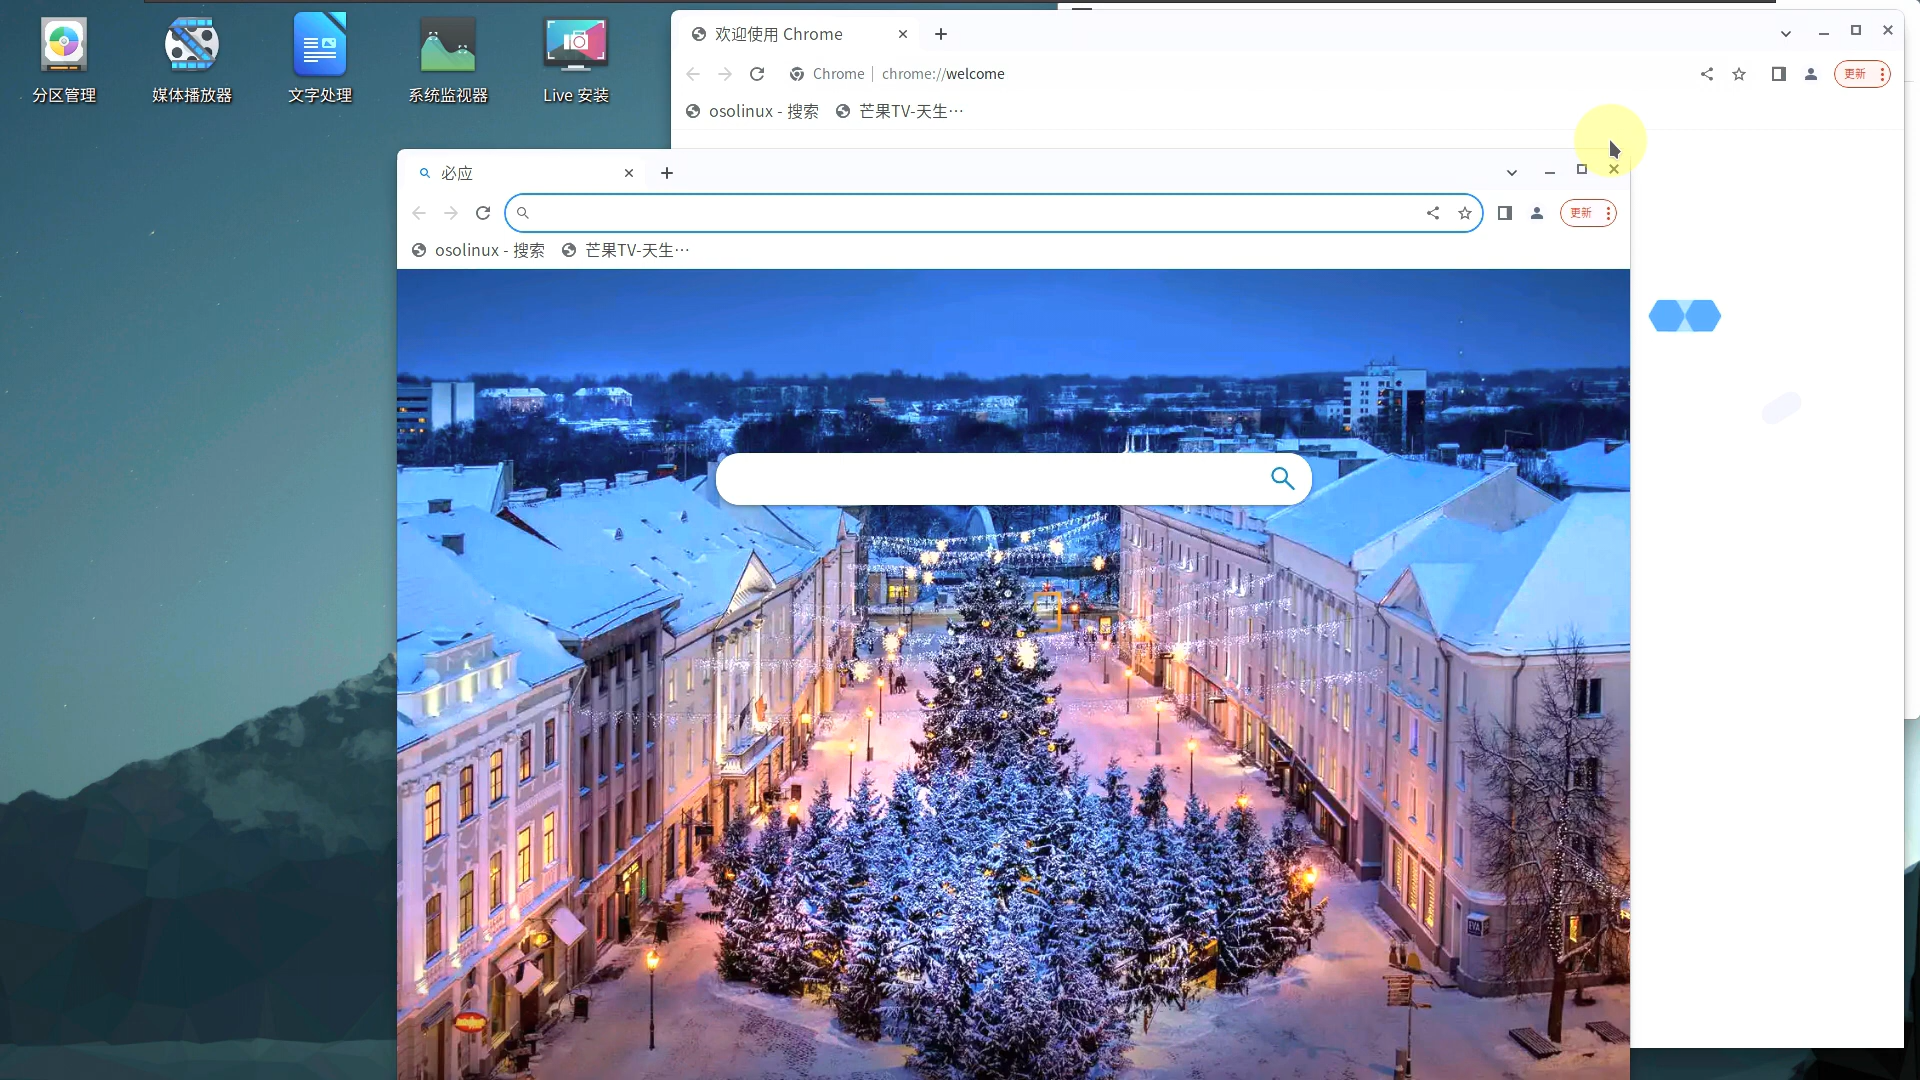 分区管理
媒体播放器
文字处理
系统监视器
Live 安装
欢迎使用 Chrome
Chrome | chrome://welcome
更新
osolinux - 搜索
芒果TV-天生…
必应
更新
osolinux - 搜索
芒果TV-天生…